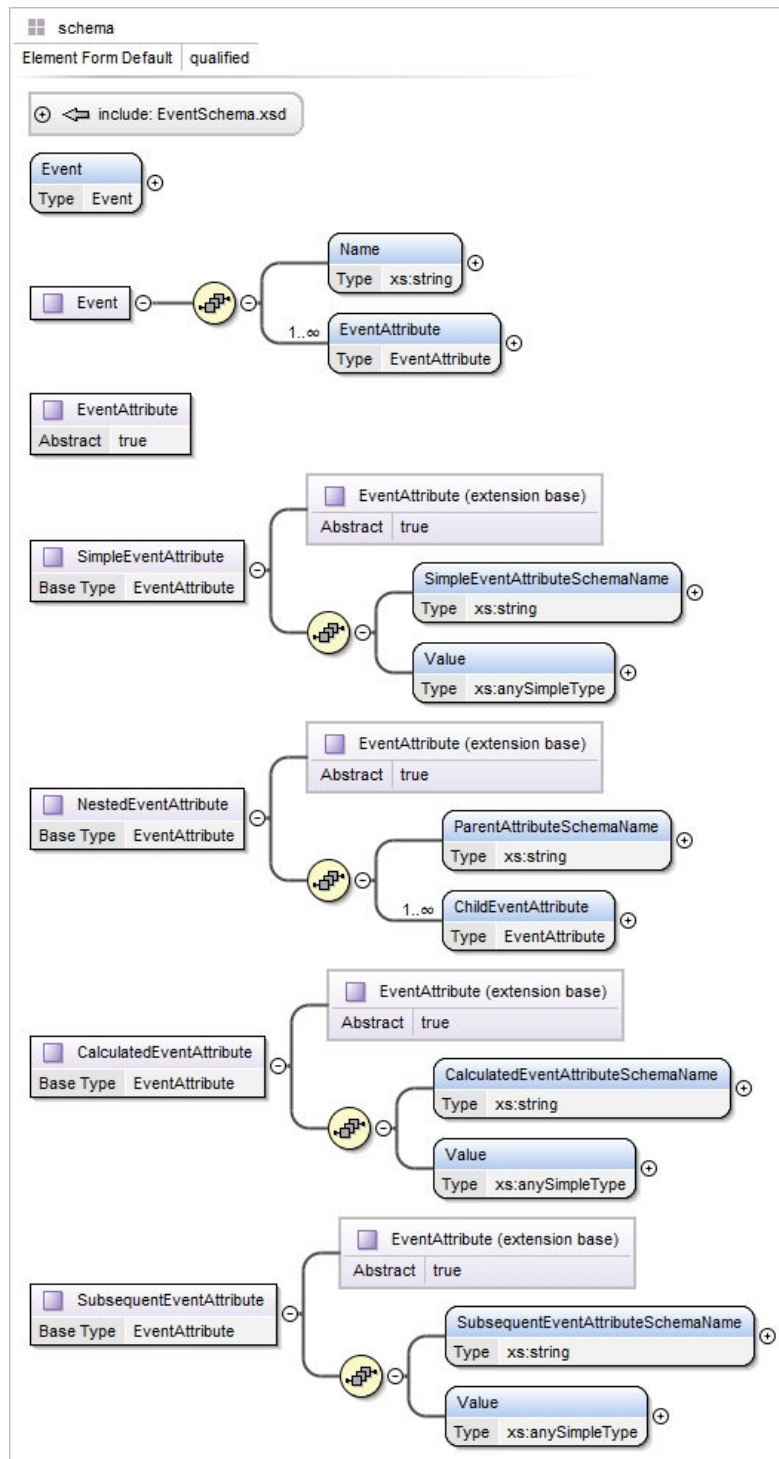 schema
Element Form Default qualified
include: EventSchema.xsd
Event
Type Event
Name
Type xs:string
Event
1..∞
EventAttribute
Type EventAttribute
EventAttribute
Abstract true
EventAttribute (extension base)
Abstract true
SimpleEventAttribute
Base Type EventAttribute
SimpleEventAttributeSchemaName
Type xs:string
Value
Type xs:anySimpleType
EventAttribute (extension base)
Abstract true
NestedEventAttribute
Base Type EventAttribute
ParentAttributeSchemaName
Type xs:string
1..∞
ChildEventAttribute
Type EventAttribute
EventAttribute (extension base)
Abstract true
CalculatedEventAttribute
Base Type EventAttribute
CalculatedEventAttributeSchemaName
Type xs:string
Value
Type xs:anySimpleType
EventAttribute (extension base)
Abstract true
SubsequentEventAttribute
Base Type EventAttribute
SubsequentEventAttributeSchemaName
Type xs:string
Value
Type xs:anySimpleType